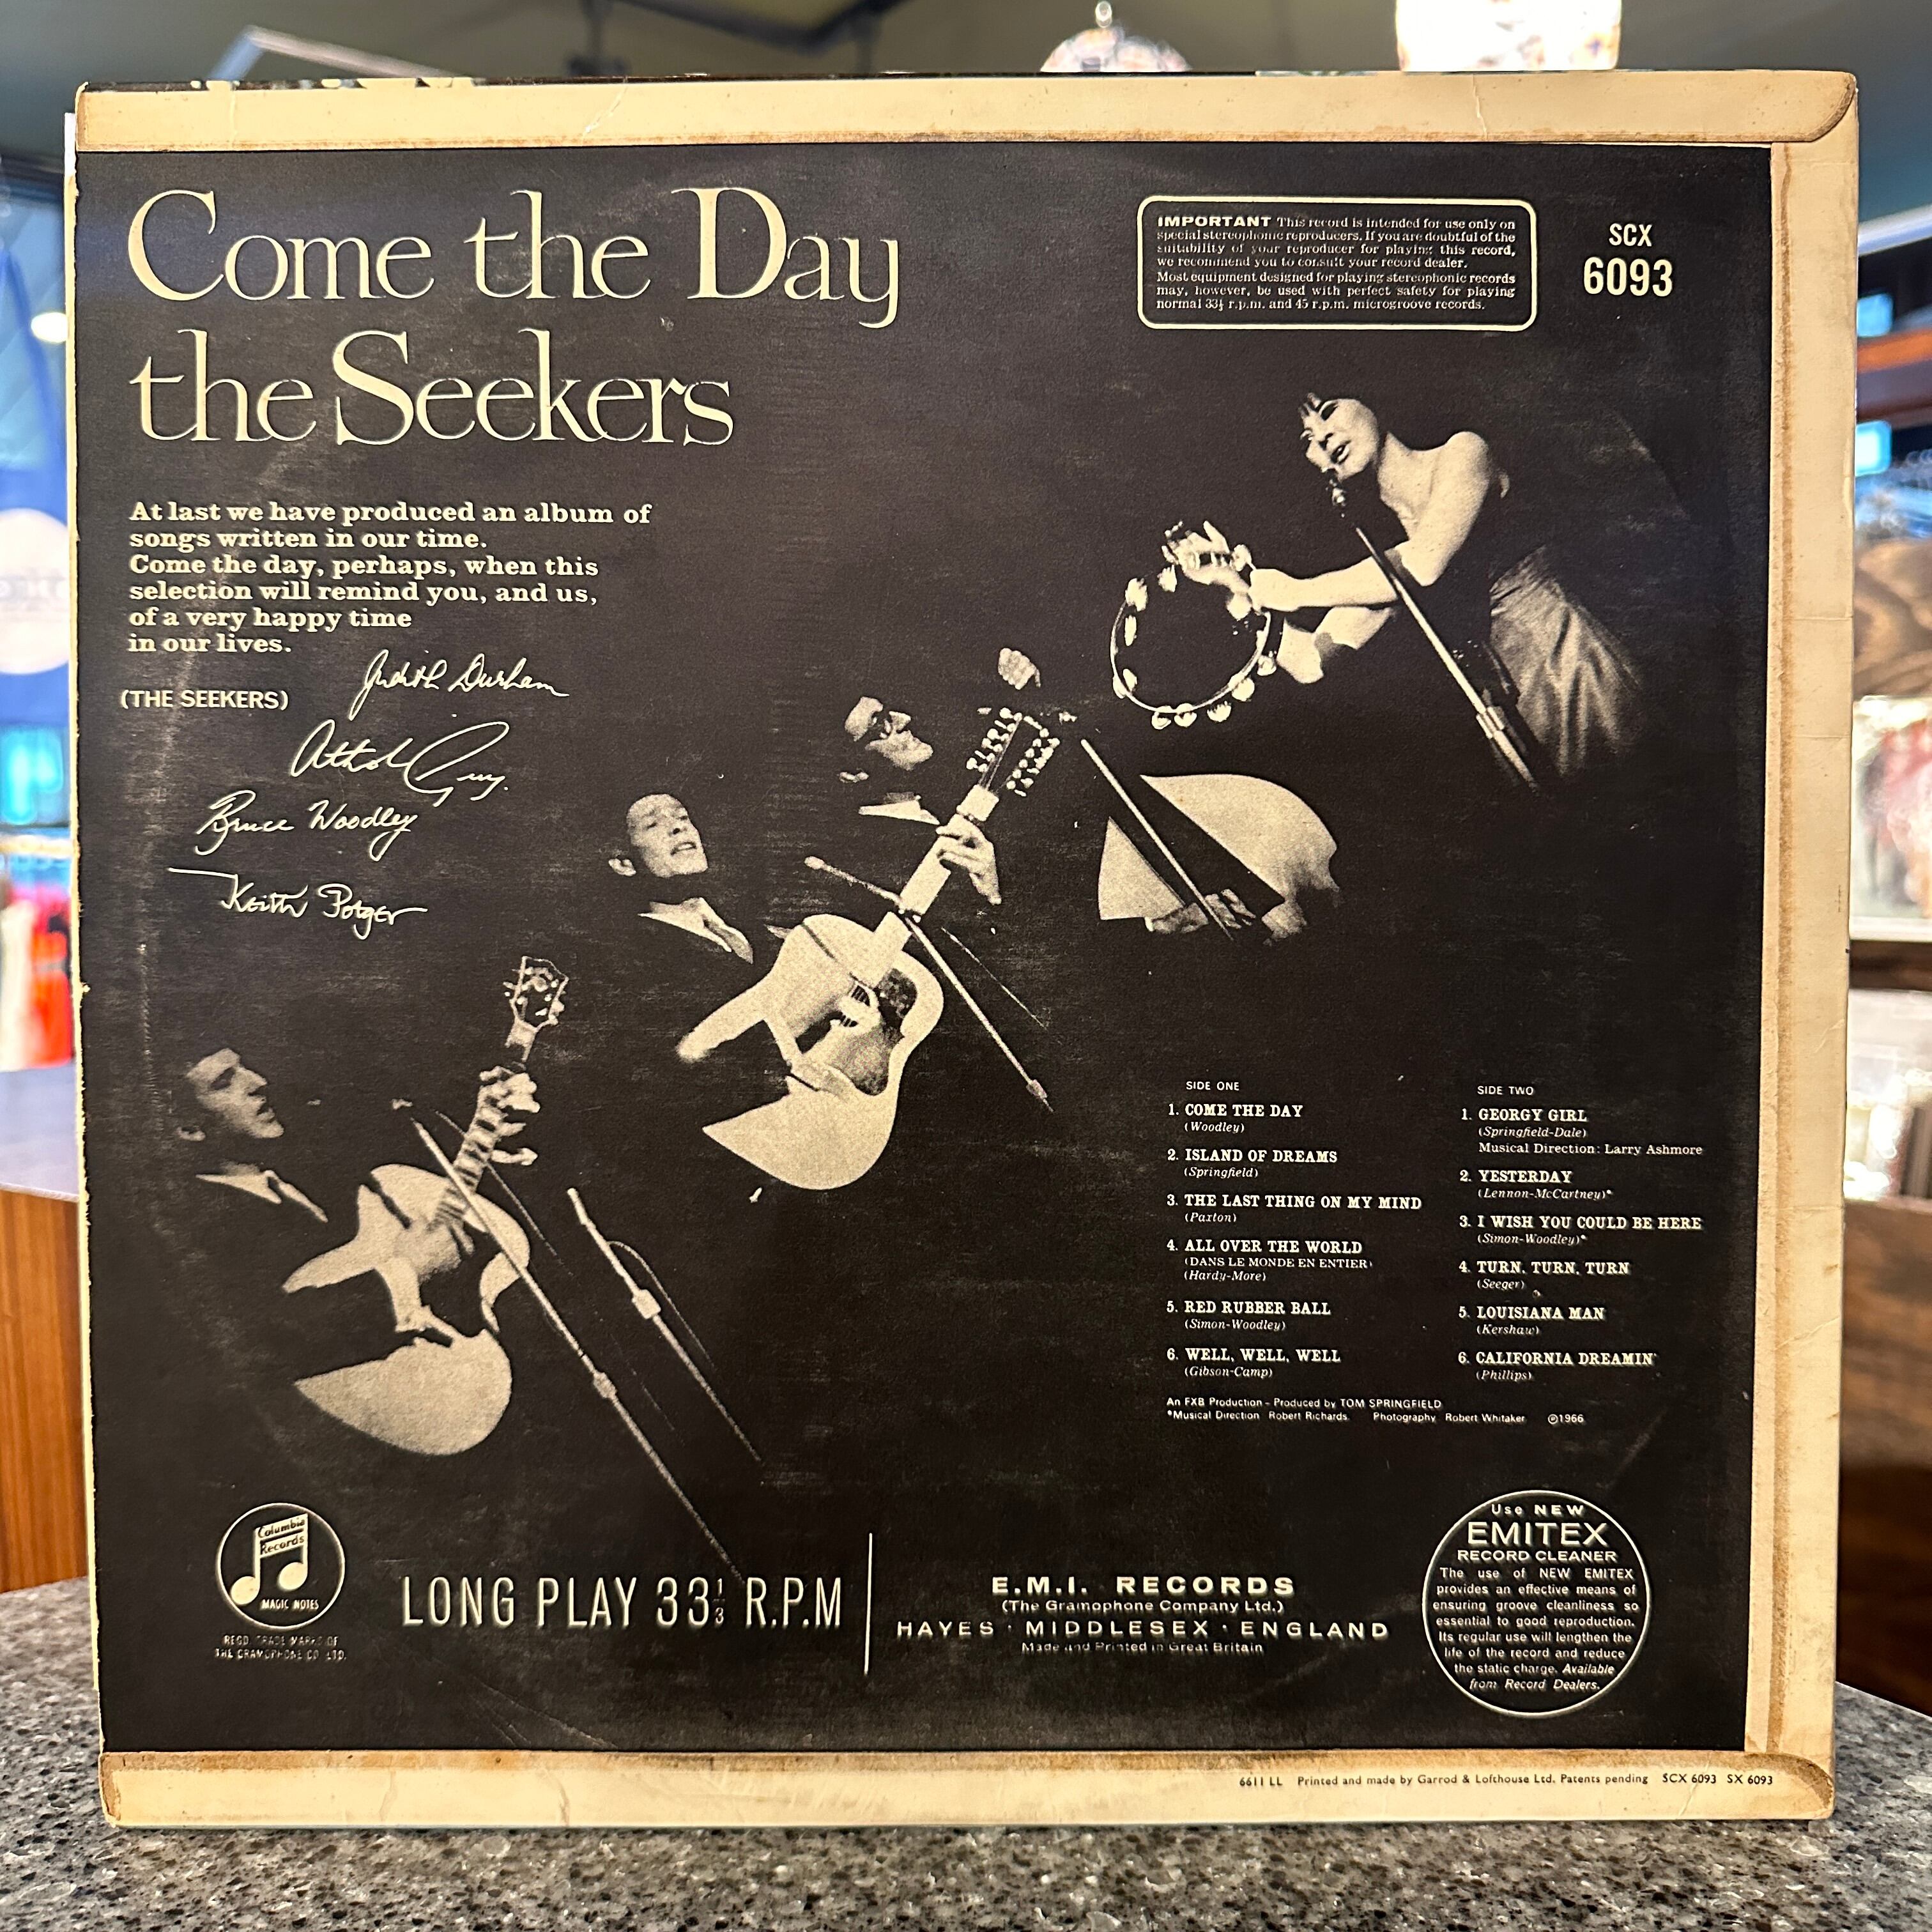 Come the Day
the Seekers
IMPORTANT This record is intended for use only on
special stereophonic reproducers. If you are doubtful of the
suitability of your reproducer for playing this record,
we recommend you to consult your record dealer.
Most equipment designed for playing stereophonic records
may, however, be used with perfect safety for playing
normal 33⅓ r.p.m. and 45 r.p.m. microgroove records.
SCX
6093
At last we have produced an album of
songs written in our time.
Come the day, perhaps, when this
selection will remind you, and us,
of a very happy time
in our lives.
(THE SEEKERS)
Judith Durham
Athol Guy.
Bruce Woodley
Keith Potger
SIDE ONE
1. COME THE DAY
(Woodley)
2. ISLAND OF DREAMS
(Springfield)
3. THE LAST THING ON MY MIND
(Paxton)
4. ALL OVER THE WORLD
(DANS LE MONDE EN ENTIER)
(Hardy-More)
5. RED RUBBER BALL
(Simon-Woodley)
6. WELL, WELL, WELL
(Gibson-Camp)
SIDE TWO
1. GEORGY GIRL
(Springfield-Dale)
Musical Direction: Larry Ashmore
2. YESTERDAY
(Lennon-McCartney)*
3. I WISH YOU COULD BE HERE
(Simon-Woodley)*
4. TURN, TURN, TURN
(Seeger)
5. LOUISIANA MAN
(Kershaw)
6. CALIFORNIA DREAMIN'
(Phillips)
An FXB Production - Produced by TOM SPRINGFIELD
*Musical Direction Robert Richards. Photography Robert Whitaker ℗1966
Columbia
Records
MAGIC NOTES
REGD. TRADE MARKS OF
THE GRAMOPHONE CO. LTD.
LONG PLAY 33⅓ R.P.M
E.M.I. RECORDS
(The Gramophone Company Ltd.)
HAYES · MIDDLESEX · ENGLAND
Made and Printed in Great Britain
Use NEW
EMITEX
RECORD CLEANER
The use of NEW EMITEX
provides an effective means of
ensuring groove cleanliness so
essential to good reproduction.
Its regular use will lengthen the
life of the record and reduce
the static charge. Available
from Record Dealers.
6611 LL Printed and made by Garrod & Lofthouse Ltd. Patents pending SCX 6093 SX 6093